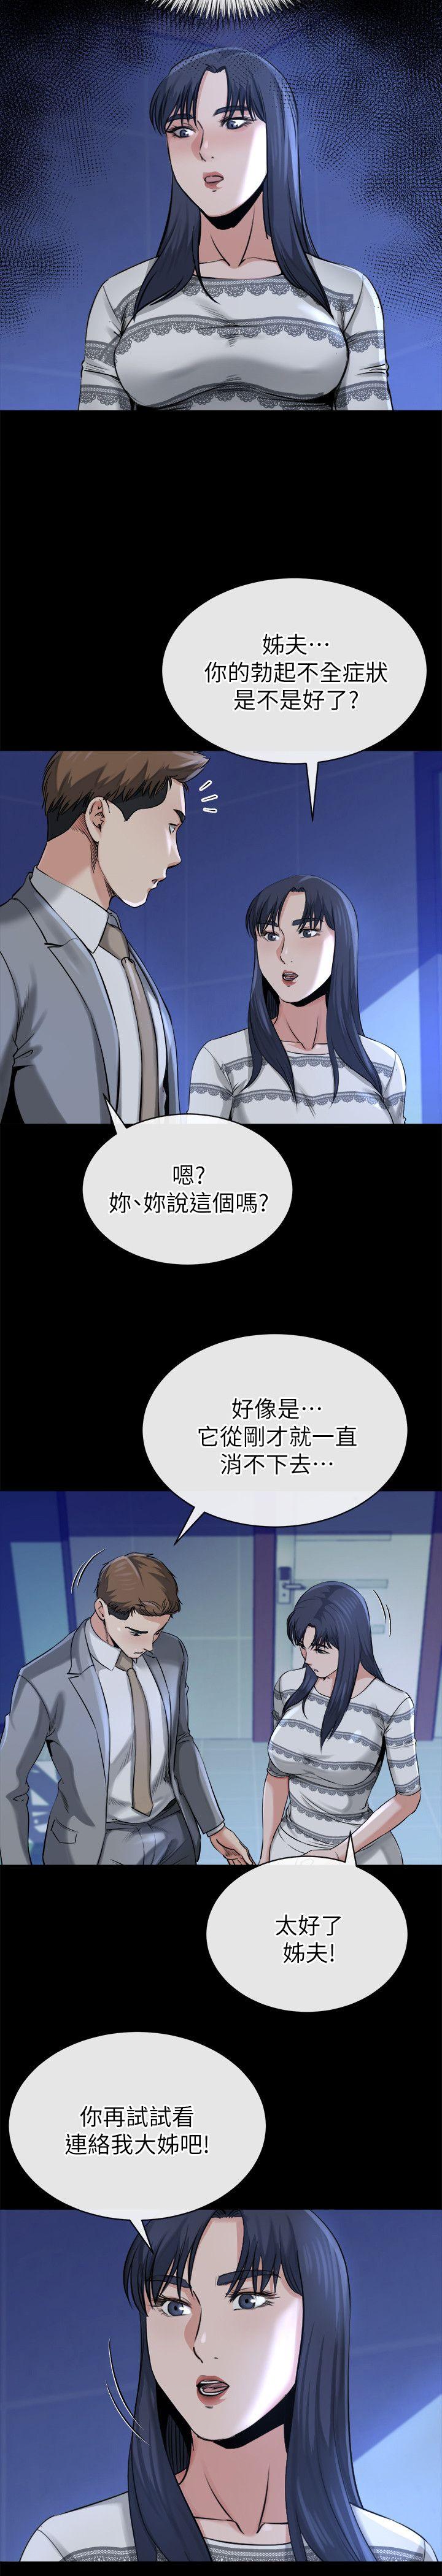 姊夫⋯
你的勃起不全症狀
是不是好了?
嗯?
妳、妳說這個嗎?
好像是⋯
它從剛才就一直
消不下去⋯
太好了
姊夫!
你再試試看
連絡我大姊吧!